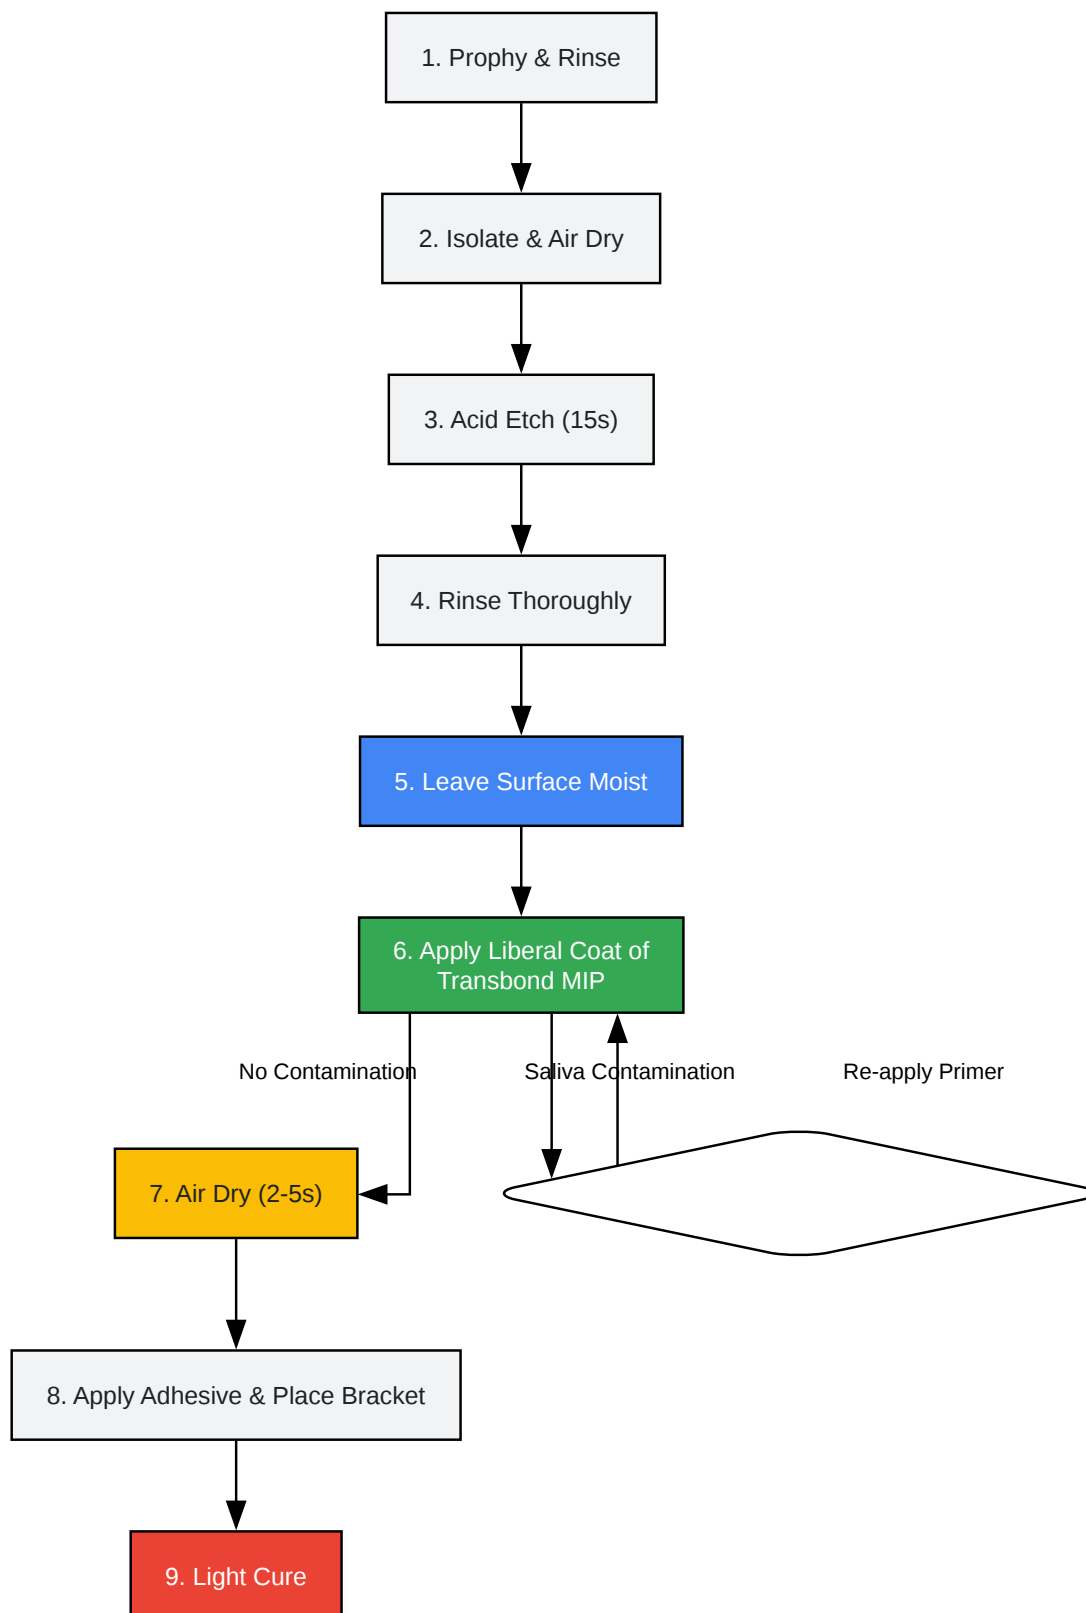 1. Prophy & Rinse
2. Isolate & Air Dry
3. Acid Etch (15s)
4. Rinse Thoroughly
5. Leave Surface Moist
6. Apply Liberal Coat of
Transbond MIP
No Contamination
Saliva Contamination
Re-apply Primer
7. Air Dry (2-5s)
8. Apply Adhesive & Place Bracket
9. Light Cure